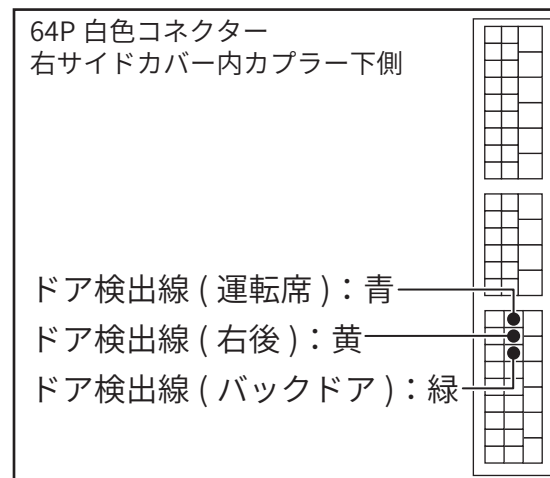 64P 白色コネクター
右サイドカバー内カプラー下側
ドア検出線 ( 運転席 )：青
ドア検出線 ( 右後 )：黄
ドア検出線 ( バックドア )：緑